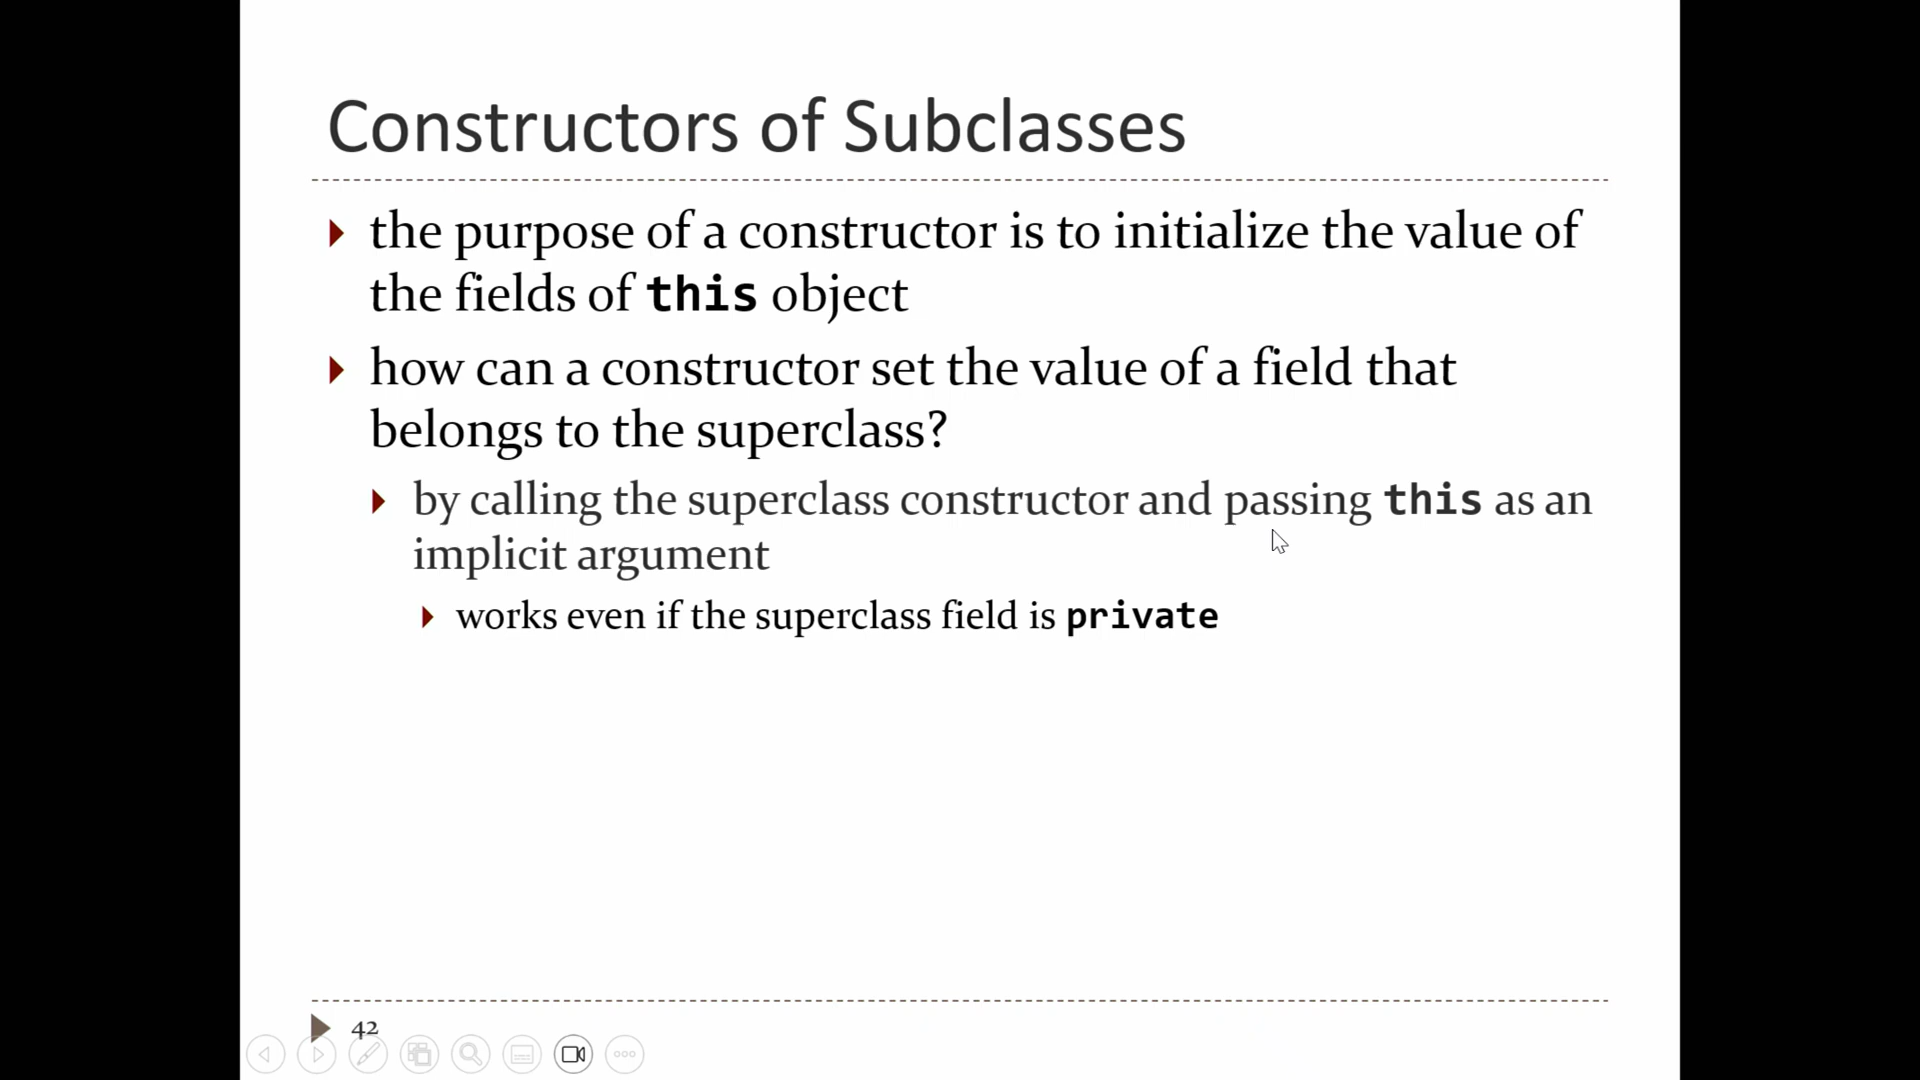 Constructors of Subclasses
the purpose of a constructor is to initialize the value of
the fields of this object
how can a constructor set the value of a field that
belongs to the superclass?
by calling the superclass constructor and passing this as an
implicit argument
works even if the superclass field is private
42